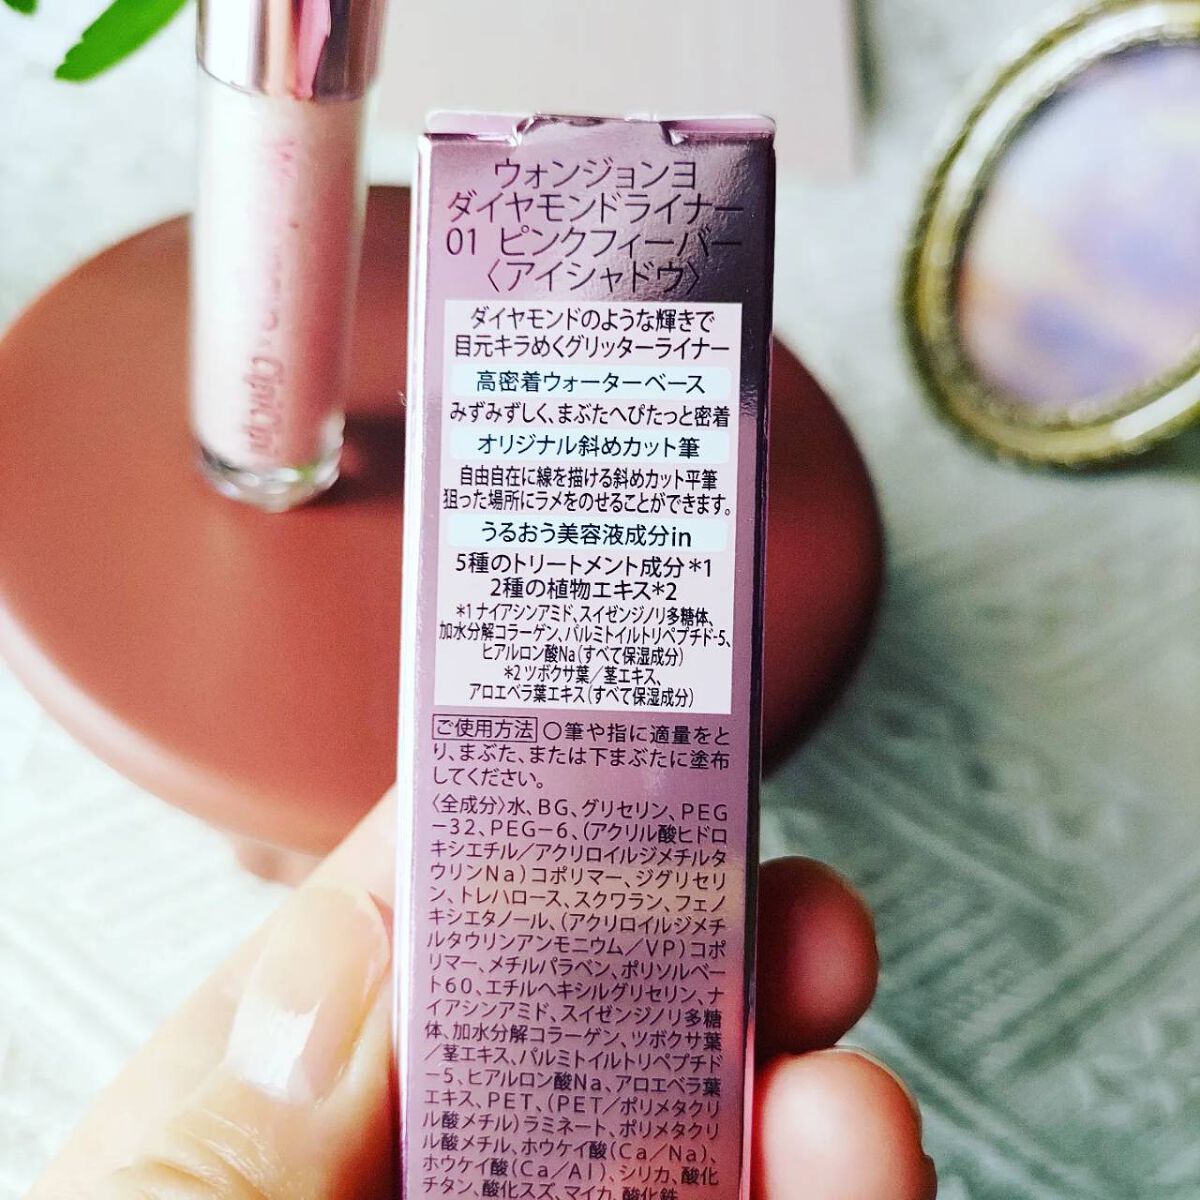 ウォンジョンヨ
ダイヤモンドライナー
01 ピンクフィーバー
〈アイシャドウ〉
ダイヤモンドのような輝きで
目元キラめくグリッターライナー
高密着ウォーターベース
みずみずしく、まぶたへぴたっと密着
オリジナル斜めカット筆
自由自在に線を描ける斜めカット平筆
狙った場所にラメをのせることができます。
うるおう美容液成分in
5種のトリートメント成分*1
2種の植物エキス*2
*1 ナイアシンアミド、スイゼンジノリ多糖体、
加水分解コラーゲン、パルミトイルトリペプチド-5、
ヒアルロン酸Na(すべて保湿成分)
*2 ツボクサ葉/茎エキス、
アロエベラ葉エキス(すべて保湿成分)
ご使用方法 ○筆や指に適量をと
り、まぶた、または下まぶたに塗布
してください。
〈全成分〉水、BG、グリセリン、PEG
-32、PEG-6、(アクリル酸ヒドロ
キシエチル/アクリロイルジメチルタ
ウリンNa)コポリマー、ジグリセリ
ン、トレハロース、スクワラン、フェノ
キシエタノール、(アクリロイルジメチ
ルタウリンアンモニウム/VP)コポ
リマー、メチルパラベン、ポリソルベー
ト60、エチルヘキシルグリセリン、ナ
イアシンアミド、スイゼンジノリ多糖
体、加水分解コラーゲン、ツボクサ葉
/茎エキス、パルミトイルトリペプチド
-5、ヒアルロン酸Na、アロエベラ葉
エキス、PET、(PET/ポリメタクリ
ル酸メチル)ラミネート、ポリメタクリ
ル酸メチル、ホウケイ酸(Ca/Na)、
ホウケイ酸(Ca/Al)、シリカ、酸化
チタン、酸化スズ、マイカ、酸化鉄